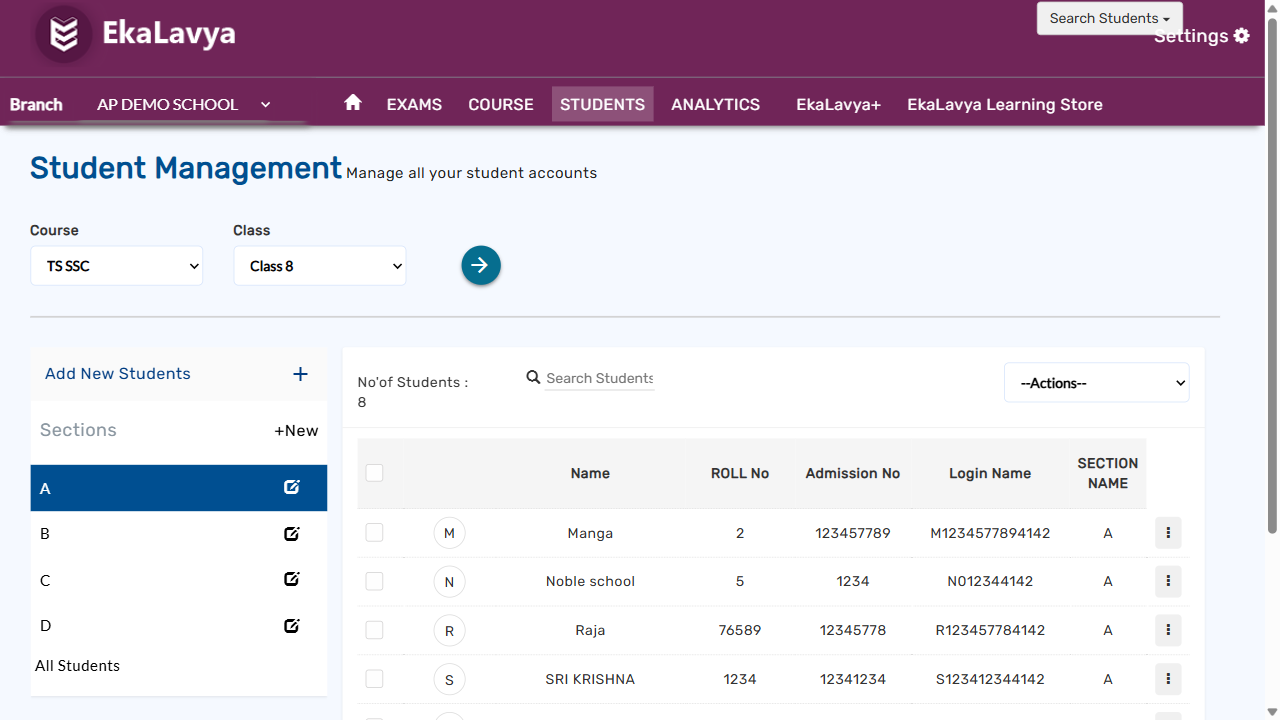 EkaLavya
Search Students
Settings
Branch AP DEMO SCHOOL EXAMS COURSE STUDENTS ANALYTICS EkaLavya+ EkaLavya Learning Store
Student Management Manage all your student accounts
Course Class
TS SSC Class 8
Add New Students +
No'of Students :
8
Search Students
--Actions--
Sections +New
A
B
C
D
All Students
Name ROLL No Admission No Login Name SECTION NAME
M Manga 2 123457789 M1234577894142 A
N Noble school 5 1234 N012344142 A
R Raja 76589 12345778 R123457784142 A
S SRI KRISHNA 1234 12341234 S123412344142 A